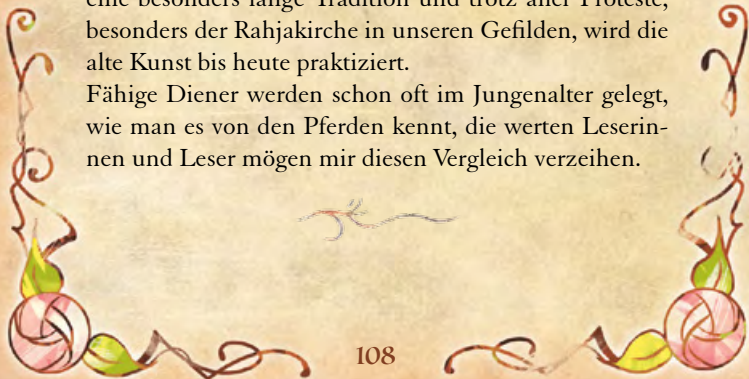 eine besonders lange Tradition und trotz aller Proteste,
besonders der Rahjakirche in unseren Gefilden, wird die
alte Kunst bis heute praktiziert.
Fähige Diener werden schon oft im Jungenalter gelegt,
wie man es von den Pferden kennt, die werten Leserin-
nen und Leser mögen mir diesen Vergleich verzeihen.
108